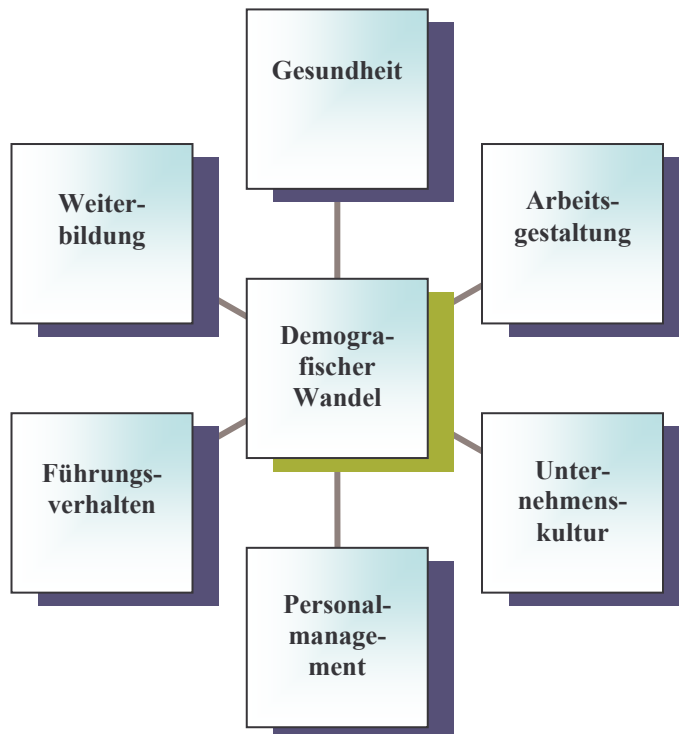 Gesundheit
Weiter-
bildung
Arbeits-
gestaltung
Demogra-
fischer
Wandel
Führungs-
verhalten
Unter-
nehmens-
kultur
Personal-
manage-
ment